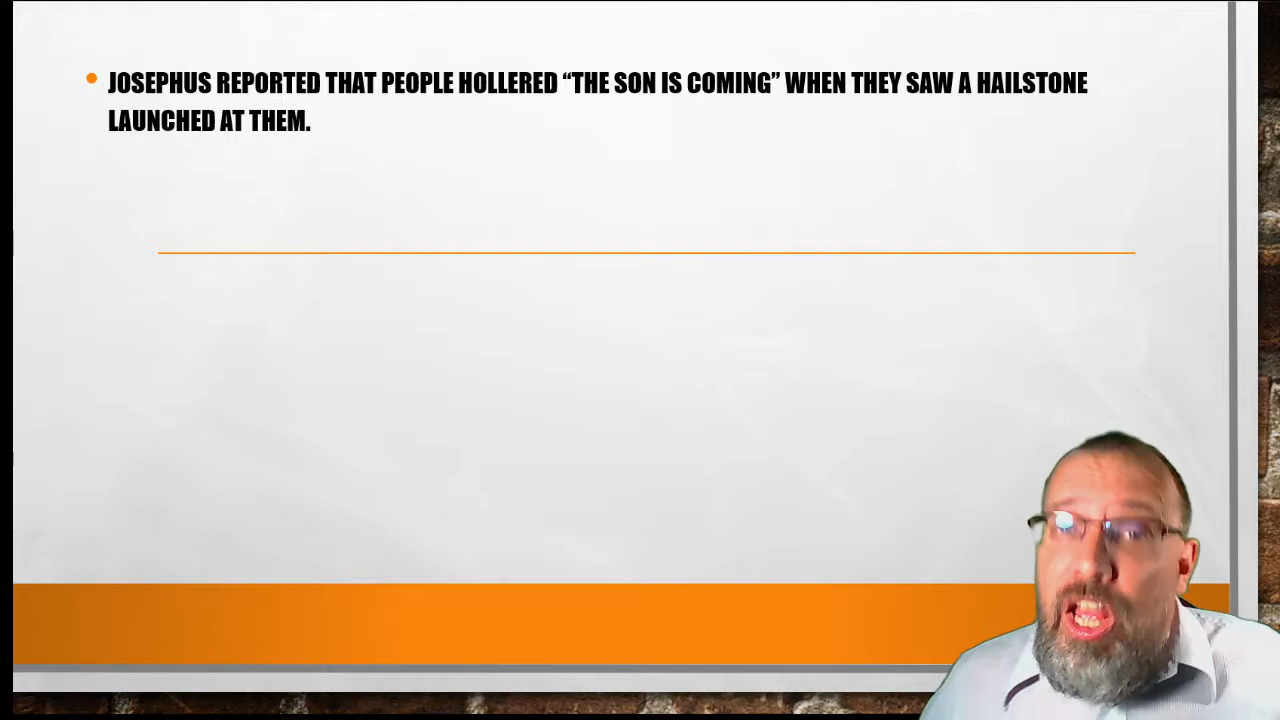 JOSEPHUS REPORTED THAT PEOPLE HOLLERED “THE SON IS COMING” WHEN THEY SAW A HAILSTONE
LAUNCHED AT THEM.